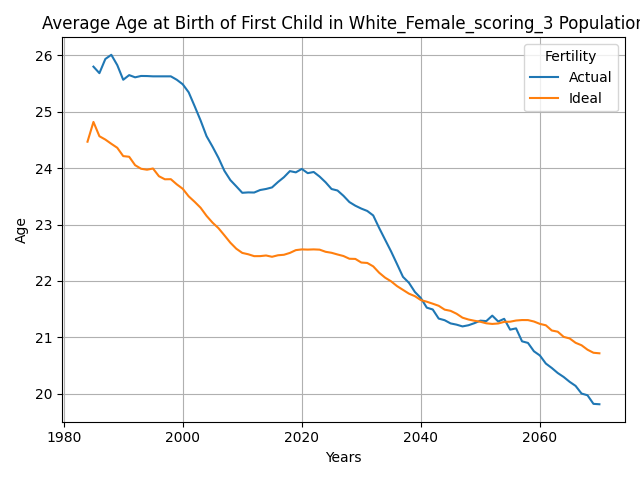 Average Age at Birth of First Child in White_Female_scoring_3 Population
Fertility
Actual
Ideal
26
25
24
23
22
21
20
Age
1980
2000
2020
2040
2060
Years